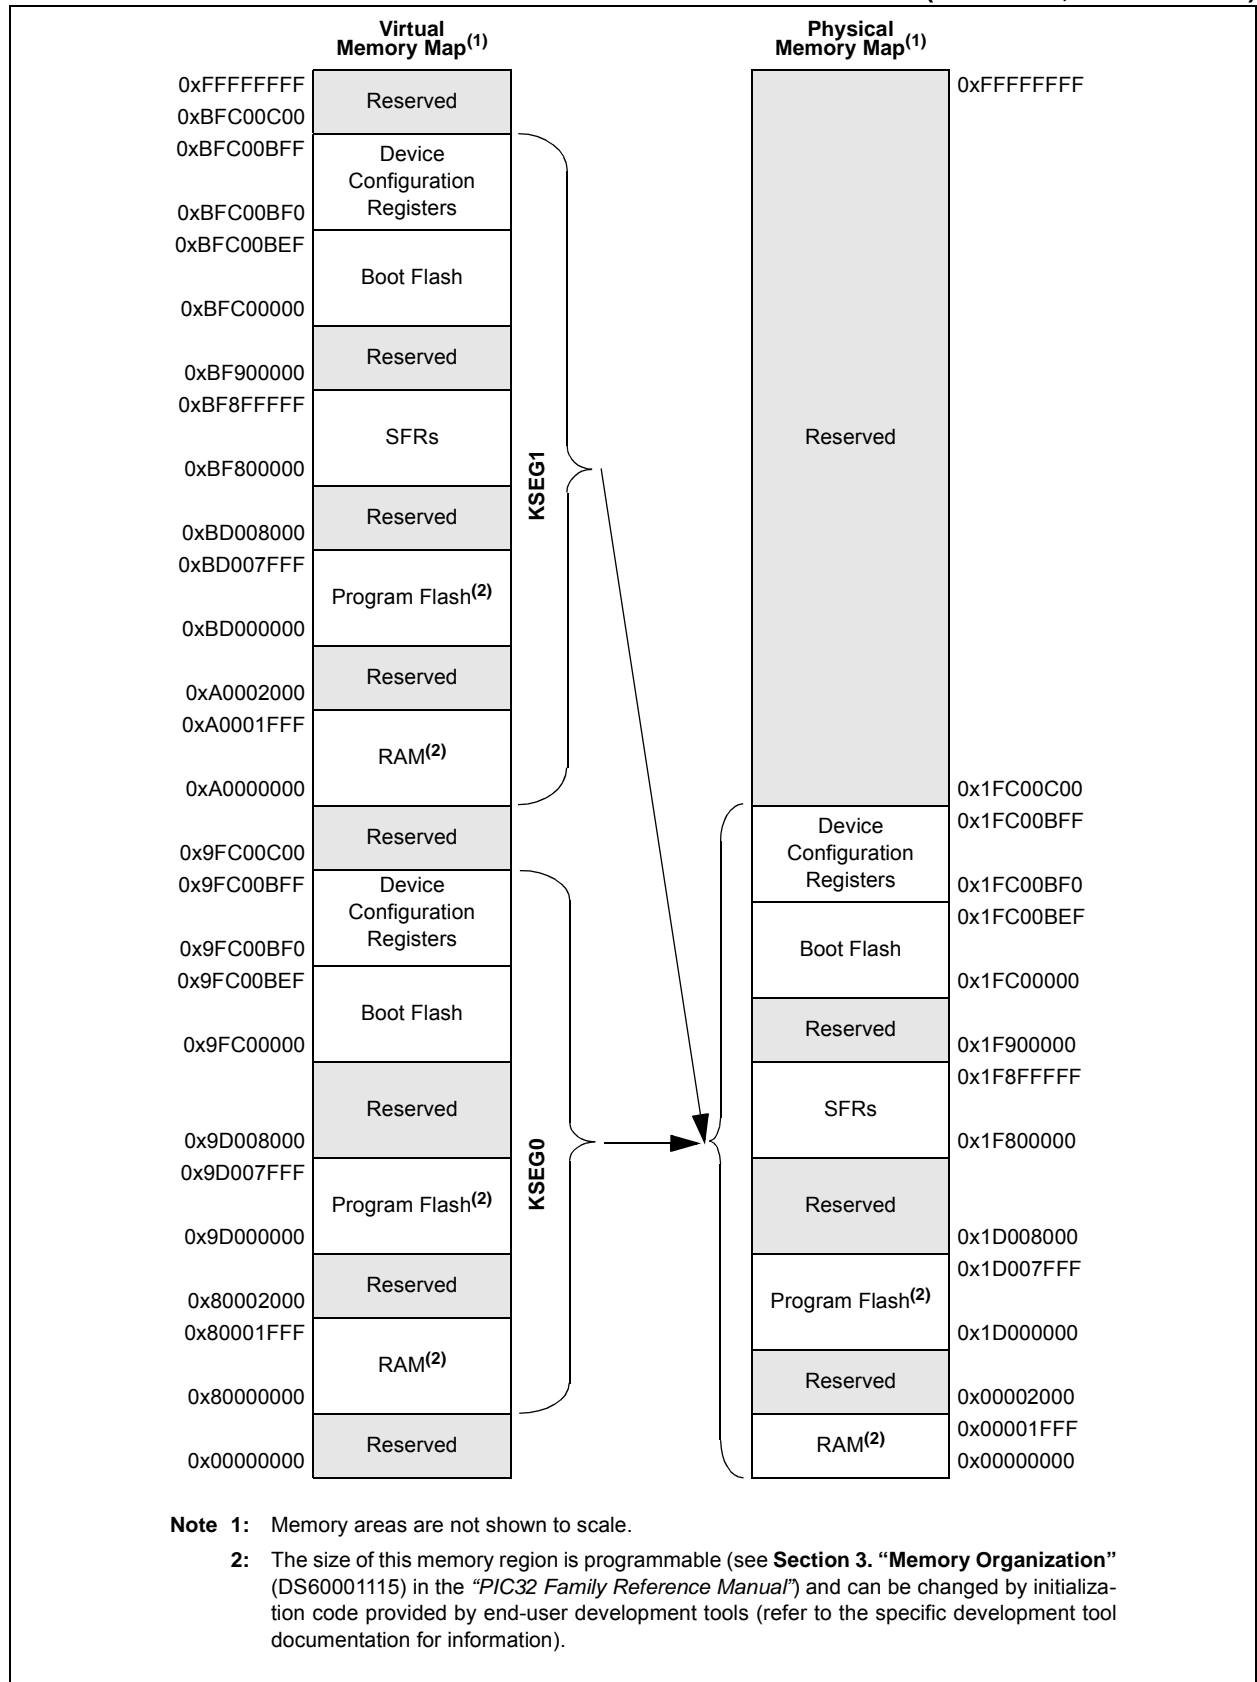 Virtual
Memory Map(1)
0xFFFFFFFF
Reserved
0xBFC00C00
0xBFC00BFF
Device
Configuration
Registers
0xBFC00BF0
0xBFC00BEF
Boot Flash
0xBFC00000
Reserved
0xBF900000
0xBF8FFFFF
SFRs
0xBF800000
Reserved
0xBD008000
0xBD007FFF
Program Flash(2)
0xBD000000
Reserved
0xA0002000
0xA0001FFF
RAM(2)
0xA0000000
KSEG1
Reserved
0x9FC00C00
0x9FC00BFF
Device
Configuration
Registers
0x9FC00BF0
0x9FC00BEF
Boot Flash
0x9FC00000
Reserved
0x9D008000
0x9D007FFF
Program Flash(2)
0x9D000000
Reserved
0x80002000
0x80001FFF
RAM(2)
0x80000000
KSEG0
Reserved
0x00000000
Physical
Memory Map(1)
0xFFFFFFFF
Reserved
0x1FC00C00
0x1FC00BFF
Device
Configuration
Registers
0x1FC00BF0
0x1FC00BEF
Boot Flash
0x1FC00000
Reserved
0x1F900000
0x1F8FFFFF
SFRs
0x1F800000
Reserved
0x1D008000
0x1D007FFF
Program Flash(2)
0x1D000000
Reserved
0x00002000
0x00001FFF
RAM(2)
0x00000000
Note 1: Memory areas are not shown to scale.
2: The size of this memory region is programmable (see Section 3. “Memory Organization”
(DS60001115) in the “PIC32 Family Reference Manual”) and can be changed by initializa-
tion code provided by end-user development tools (refer to the specific development tool
documentation for information).